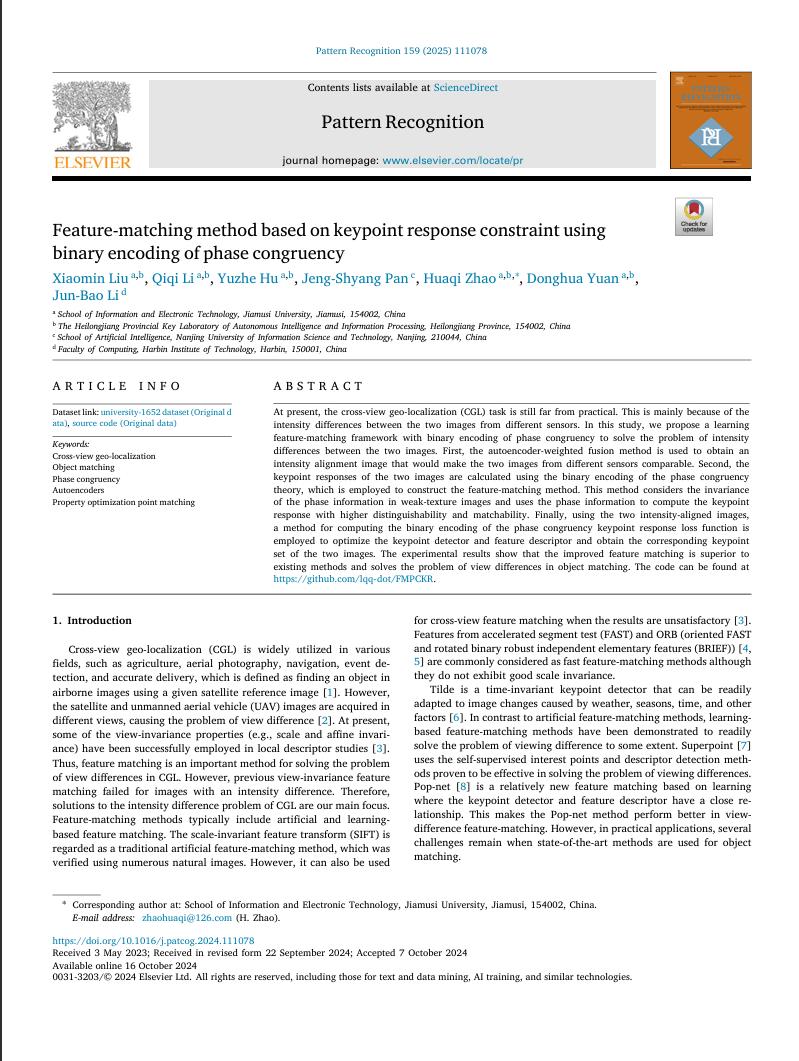 Pattern Recognition 159 (2025) 111078
Contents lists available at ScienceDirect
Pattern Recognition
journal homepage: www.elsevier.com/locate/pr
ELSEVIER
Check for
updates
Feature-matching method based on keypoint response constraint using
binary encoding of phase congruency
Xiaomin Liu a,b, Qiqi Li a,b, Yuzhe Hu a,b, Jeng-Shyang Pan c, Huaqi Zhao a,b,*, Donghua Yuan a,b,
Jun-Bao Li d
a School of Information and Electronic Technology, Jiamusi University, Jiamusi, 154002, China
b The Heilongjiang Provincial Key Laboratory of Autonomous Intelligence and Information Processing, Heilongjiang Province, 154002, China
c School of Artificial Intelligence, Nanjing University of Information Science and Technology, Nanjing, 210044, China
d Faculty of Computing, Harbin Institute of Technology, Harbin, 150001, China
ARTICLE INFO
Dataset link: university-1652 dataset (Original d
ata), source code (Original data)
Keywords:
Cross-view geo-localization
Object matching
Phase congruency
Autoencoders
Property optimization point matching
ABSTRACT
At present, the cross-view geo-localization (CGL) task is still far from practical. This is mainly because of the
intensity differences between the two images from different sensors. In this study, we propose a learning
feature-matching framework with binary encoding of phase congruency to solve the problem of intensity
differences between the two images. First, the autoencoder-weighted fusion method is used to obtain an
intensity alignment image that would make the two images from different sensors comparable. Second, the
keypoint responses of the two images are calculated using the binary encoding of the phase congruency
theory, which is employed to construct the feature-matching method. This method considers the invariance
of the phase information in weak-texture images and uses the phase information to compute the keypoint
response with higher distinguishability and matchability. Finally, using the two intensity-aligned images,
a method for computing the binary encoding of the phase congruency keypoint response loss function is
employed to optimize the keypoint detector and feature descriptor and obtain the corresponding keypoint
set of the two images. The experimental results show that the improved feature matching is superior to
existing methods and solves the problem of view differences in object matching. The code can be found at
https://github.com/lqq-dot/FMPCKR.
1. Introduction
Cross-view geo-localization (CGL) is widely utilized in various
fields, such as agriculture, aerial photography, navigation, event de-
tection, and accurate delivery, which is defined as finding an object in
airborne images using a given satellite reference image [1]. However,
the satellite and unmanned aerial vehicle (UAV) images are acquired in
different views, causing the problem of view difference [2]. At present,
some of the view-invariance properties (e.g., scale and affine invari-
ance) have been successfully employed in local descriptor studies [3].
Thus, feature matching is an important method for solving the problem
of view differences in CGL. However, previous view-invariance feature
matching failed for images with an intensity difference. Therefore,
solutions to the intensity difference problem of CGL are our main focus.
Feature-matching methods typically include artificial and learning-
based feature matching. The scale-invariant feature transform (SIFT) is
regarded as a traditional artificial feature-matching method, which was
verified using numerous natural images. However, it can also be used
for cross-view feature matching when the results are unsatisfactory [3].
Features from accelerated segment test (FAST) and ORB (oriented FAST
and rotated binary robust independent elementary features (BRIEF)) [4,
5] are commonly considered as fast feature-matching methods although
they do not exhibit good scale invariance.
Tilde is a time-invariant keypoint detector that can be readily
adapted to image changes caused by weather, seasons, time, and other
factors [6]. In contrast to artificial feature-matching methods, learning-
based feature-matching methods have been demonstrated to readily
solve the problem of viewing difference to some extent. Superpoint [7]
uses the self-supervised interest points and descriptor detection meth-
ods proven to be effective in solving the problem of viewing differences.
Pop-net [8] is a relatively new feature matching based on learning
where the keypoint detector and feature descriptor have a close re-
lationship. This makes the Pop-net method perform better in view-
difference feature-matching. However, in practical applications, several
challenges remain when state-of-the-art methods are used for object
matching.
* Corresponding author at: School of Information and Electronic Technology, Jiamusi University, Jiamusi, 154002, China.
E-mail address: zhaohuaqi@126.com (H. Zhao).
https://doi.org/10.1016/j.patcog.2024.111078
Received 3 May 2023; Received in revised form 22 September 2024; Accepted 7 October 2024
Available online 16 October 2024
0031-3203/© 2024 Elsevier Ltd. All rights are reserved, including those for text and data mining, AI training, and similar technologies.